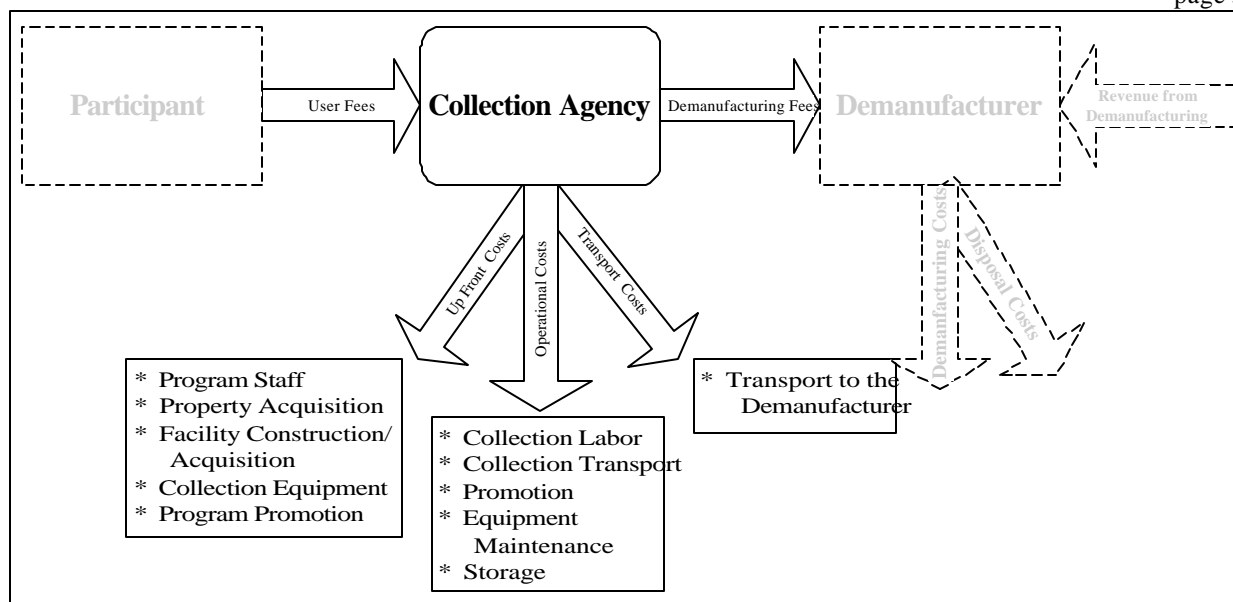 page
Participant
User Fees
Collection Agency
Demanufacturing Fees
Demanufacturer
Revenue from
Demanufacturing
Up Front Costs
Operational Costs
Transport Costs
Demanfacturing Costs
Disposal Costs
* Program Staff
* Property Acquisition
* Facility Construction/
Acquisition
* Collection Equipment
* Program Promotion
* Collection Labor
* Collection Transport
* Promotion
* Equipment
Maintenance
* Storage
* Transport to the
Demanufacturer